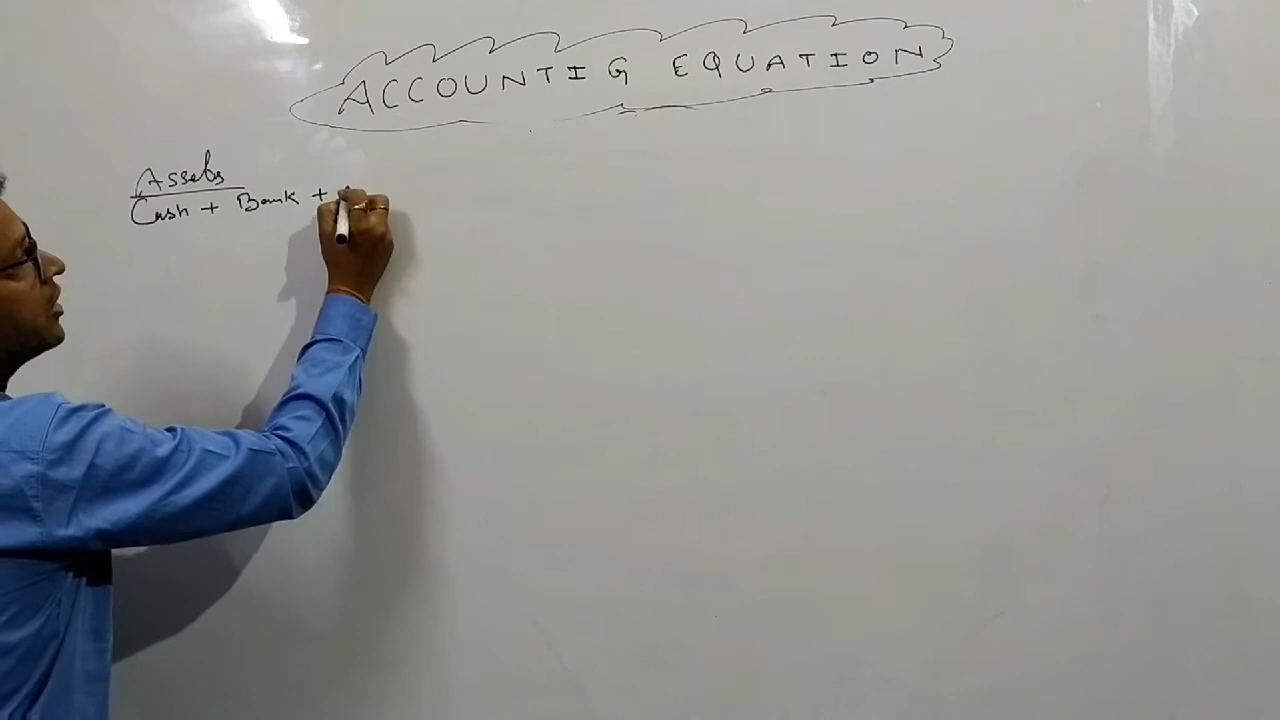 ACCOUNTIG EQUATION
Assets
Cash + Bank +